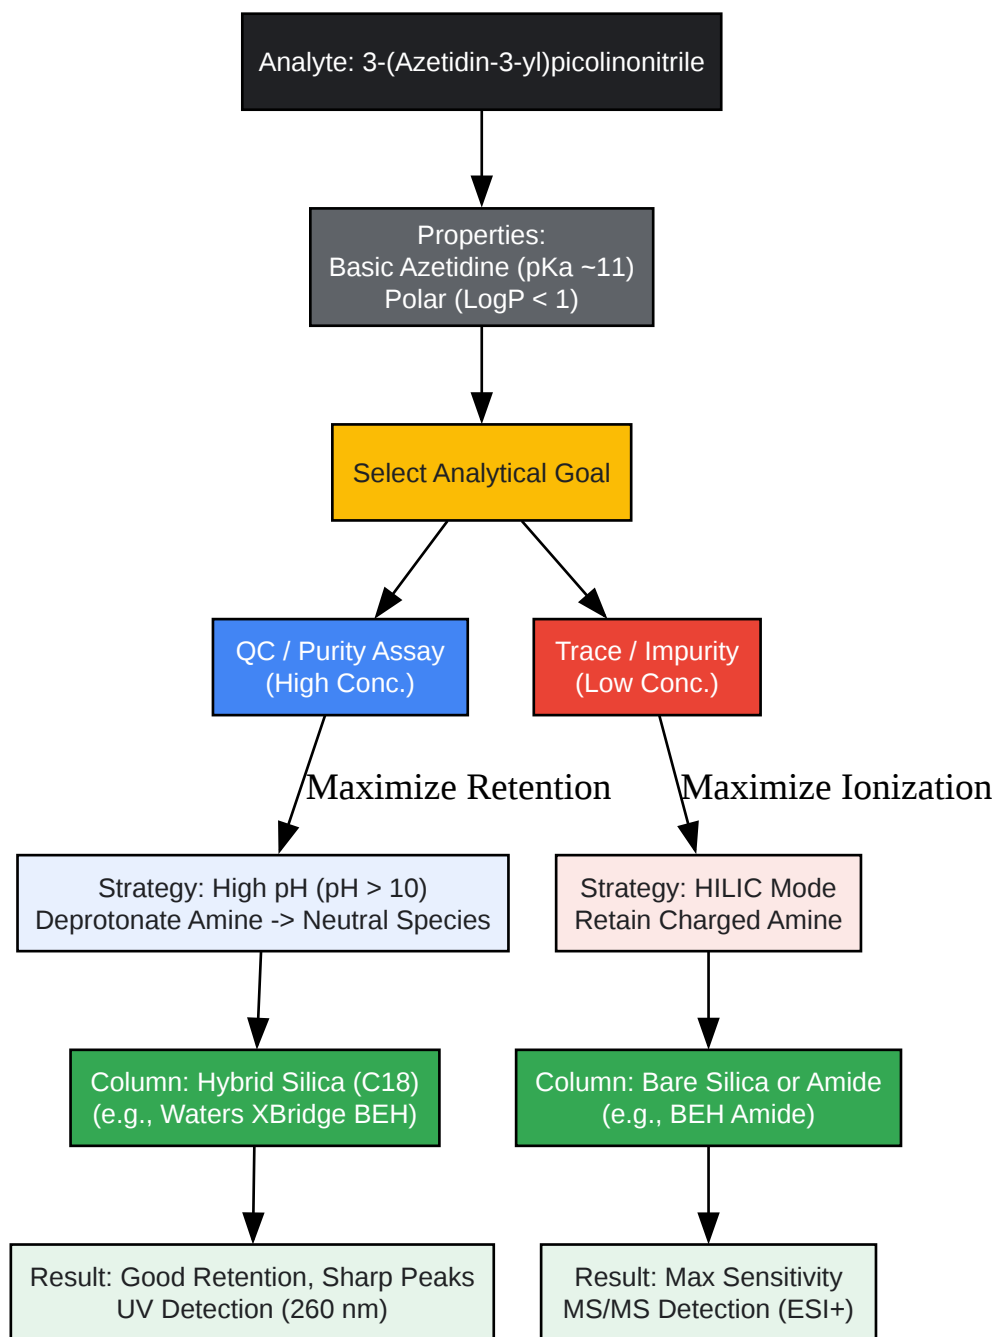 Analyte: 3-(Azetidin-3-yl)picolinonitrile
Properties:
Basic Azetidine (pKa ~11)
Polar (LogP < 1)
Select Analytical Goal
QC / Purity Assay
(High Conc.)
Trace / Impurity
(Low Conc.)
Maximize Retention
Maximize Ionization
Strategy: High pH (pH > 10)
Deprotonate Amine -> Neutral Species
Strategy: HILIC Mode
Retain Charged Amine
Column: Hybrid Silica (C18)
(e.g., Waters XBridge BEH)
Column: Bare Silica or Amide
(e.g., BEH Amide)
Result: Good Retention, Sharp Peaks
UV Detection (260 nm)
Result: Max Sensitivity
MS/MS Detection (ESI+)